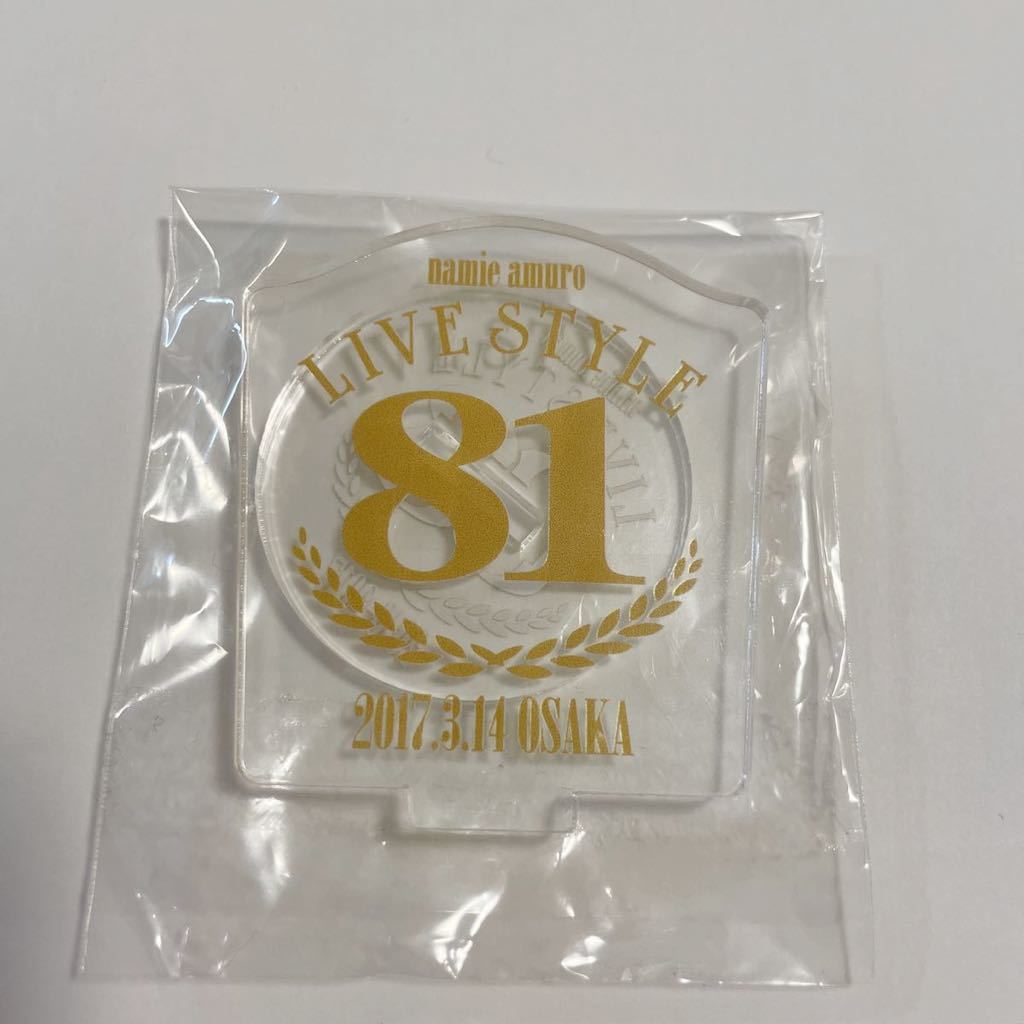 namie amuro
LIVE STYLE
81
2017.3.14 OSAKA